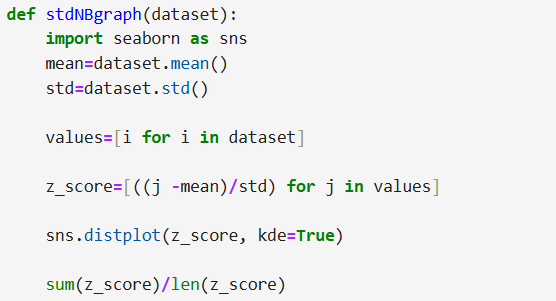 def stdNBgraph(dataset):
    import seaborn as sns
    mean=dataset.mean()
    std=dataset.std()
    values=[i for i in dataset]
    z_score=[((j -mean)/std) for j in values]
    sns.distplot(z_score, kde=True)
    sum(z_score)/len(z_score)